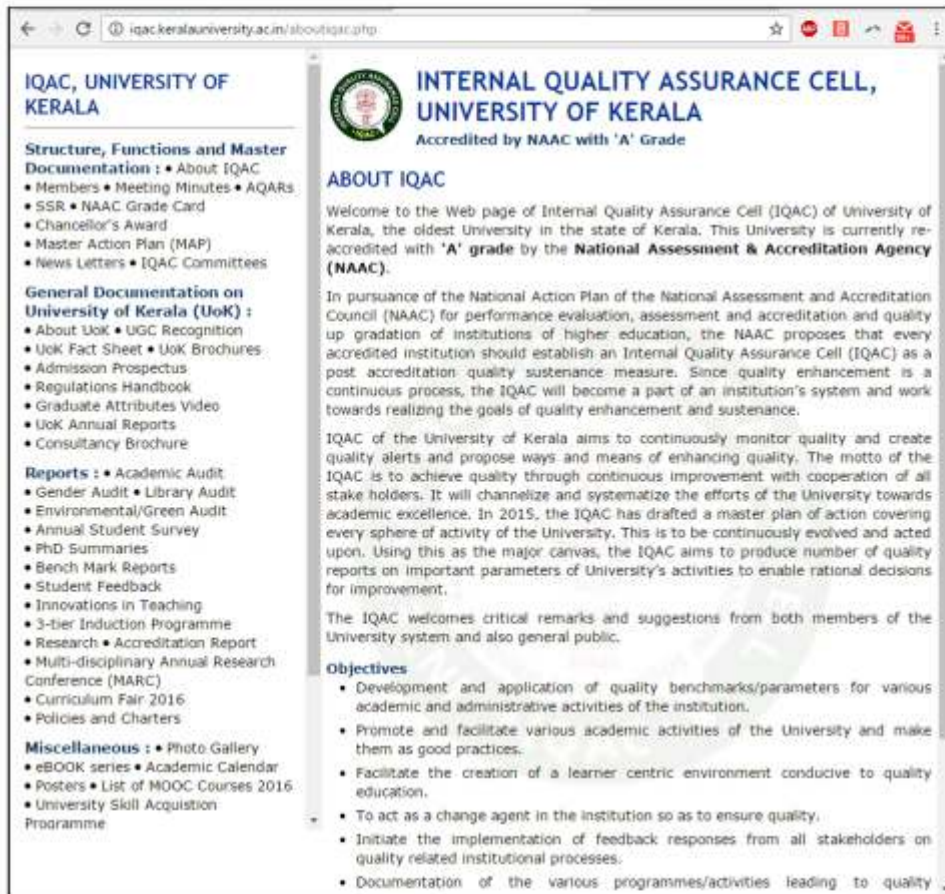 iqac.keralauniversity.ac.in/aboutiqac.php
IQAC, UNIVERSITY OF
KERALA
Structure, Functions and Master
Documentation : • About IQAC
• Members • Meeting Minutes • AQARs
• SSR • NAAC Grade Card
• Chancellor's Award
• Master Action Plan (MAP)
• News Letters • IQAC Committees
General Documentation on
University of Kerala (UoK) :
• About UoK • UGC Recognition
• UoK Fact Sheet • UoK Brochures
• Admission Prospectus
• Regulations Handbook
• Graduate Attributes Video
• UoK Annual Reports
• Consultancy Brochure
Reports : • Academic Audit
• Gender Audit • Library Audit
• Environmental/Green Audit
• Annual Student Survey
• PhD Summaries
• Bench Mark Reports
• Student Feedback
• Innovations in Teaching
• 3-tier Induction Programme
• Research • Accreditation Report
• Multi-disciplinary Annual Research
Conference (MARC)
• Curriculum Fair 2016
• Policies and Charters
Miscellaneous : • Photo Gallery
• eBOOK series • Academic Calendar
• Posters • List of MOOC Courses 2016
• University Skill Acquistion
Programme
INTERNAL QUALITY ASSURANCE CELL
IQAC
INTERNAL QUALITY ASSURANCE CELL,
UNIVERSITY OF KERALA
Accredited by NAAC with 'A' Grade
ABOUT IQAC
Welcome to the Web page of Internal Quality Assurance Cell (IQAC) of University of
Kerala, the oldest University in the state of Kerala. This University is currently re-
accredited with 'A' grade by the National Assessment & Accreditation Agency
(NAAC).
In pursuance of the National Action Plan of the National Assessment and Accreditation
Council (NAAC) for performance evaluation, assessment and accreditation and quality
up gradation of institutions of higher education, the NAAC proposes that every
accredited institution should establish an Internal Quality Assurance Cell (IQAC) as a
post accreditation quality sustenance measure. Since quality enhancement is a
continuous process, the IQAC will become a part of an institution's system and work
towards realizing the goals of quality enhancement and sustenance.
IQAC of the University of Kerala aims to continuously monitor quality and create
quality alerts and propose ways and means of enhancing quality. The motto of the
IQAC is to achieve quality through continuous improvement with cooperation of all
stake holders. It will channelize and systematize the efforts of the University towards
academic excellence. In 2015, the IQAC has drafted a master plan of action covering
every sphere of activity of the University. This is to be continuously evolved and acted
upon. Using this as the major canvas, the IQAC aims to produce number of quality
reports on important parameters of University's activities to enable rational decisions
for improvement.
The IQAC welcomes critical remarks and suggestions from both members of the
University system and also general public.
Objectives
• Development and application of quality benchmarks/parameters for various
academic and administrative activities of the institution.
• Promote and facilitate various academic activities of the University and make
them as good practices.
• Facilitate the creation of a learner centric environment conducive to quality
education.
• To act as a change agent in the institution so as to ensure quality.
• Initiate the implementation of feedback responses from all stakeholders on
quality related institutional processes.
• Documentation of the various programmes/activities leading to quality